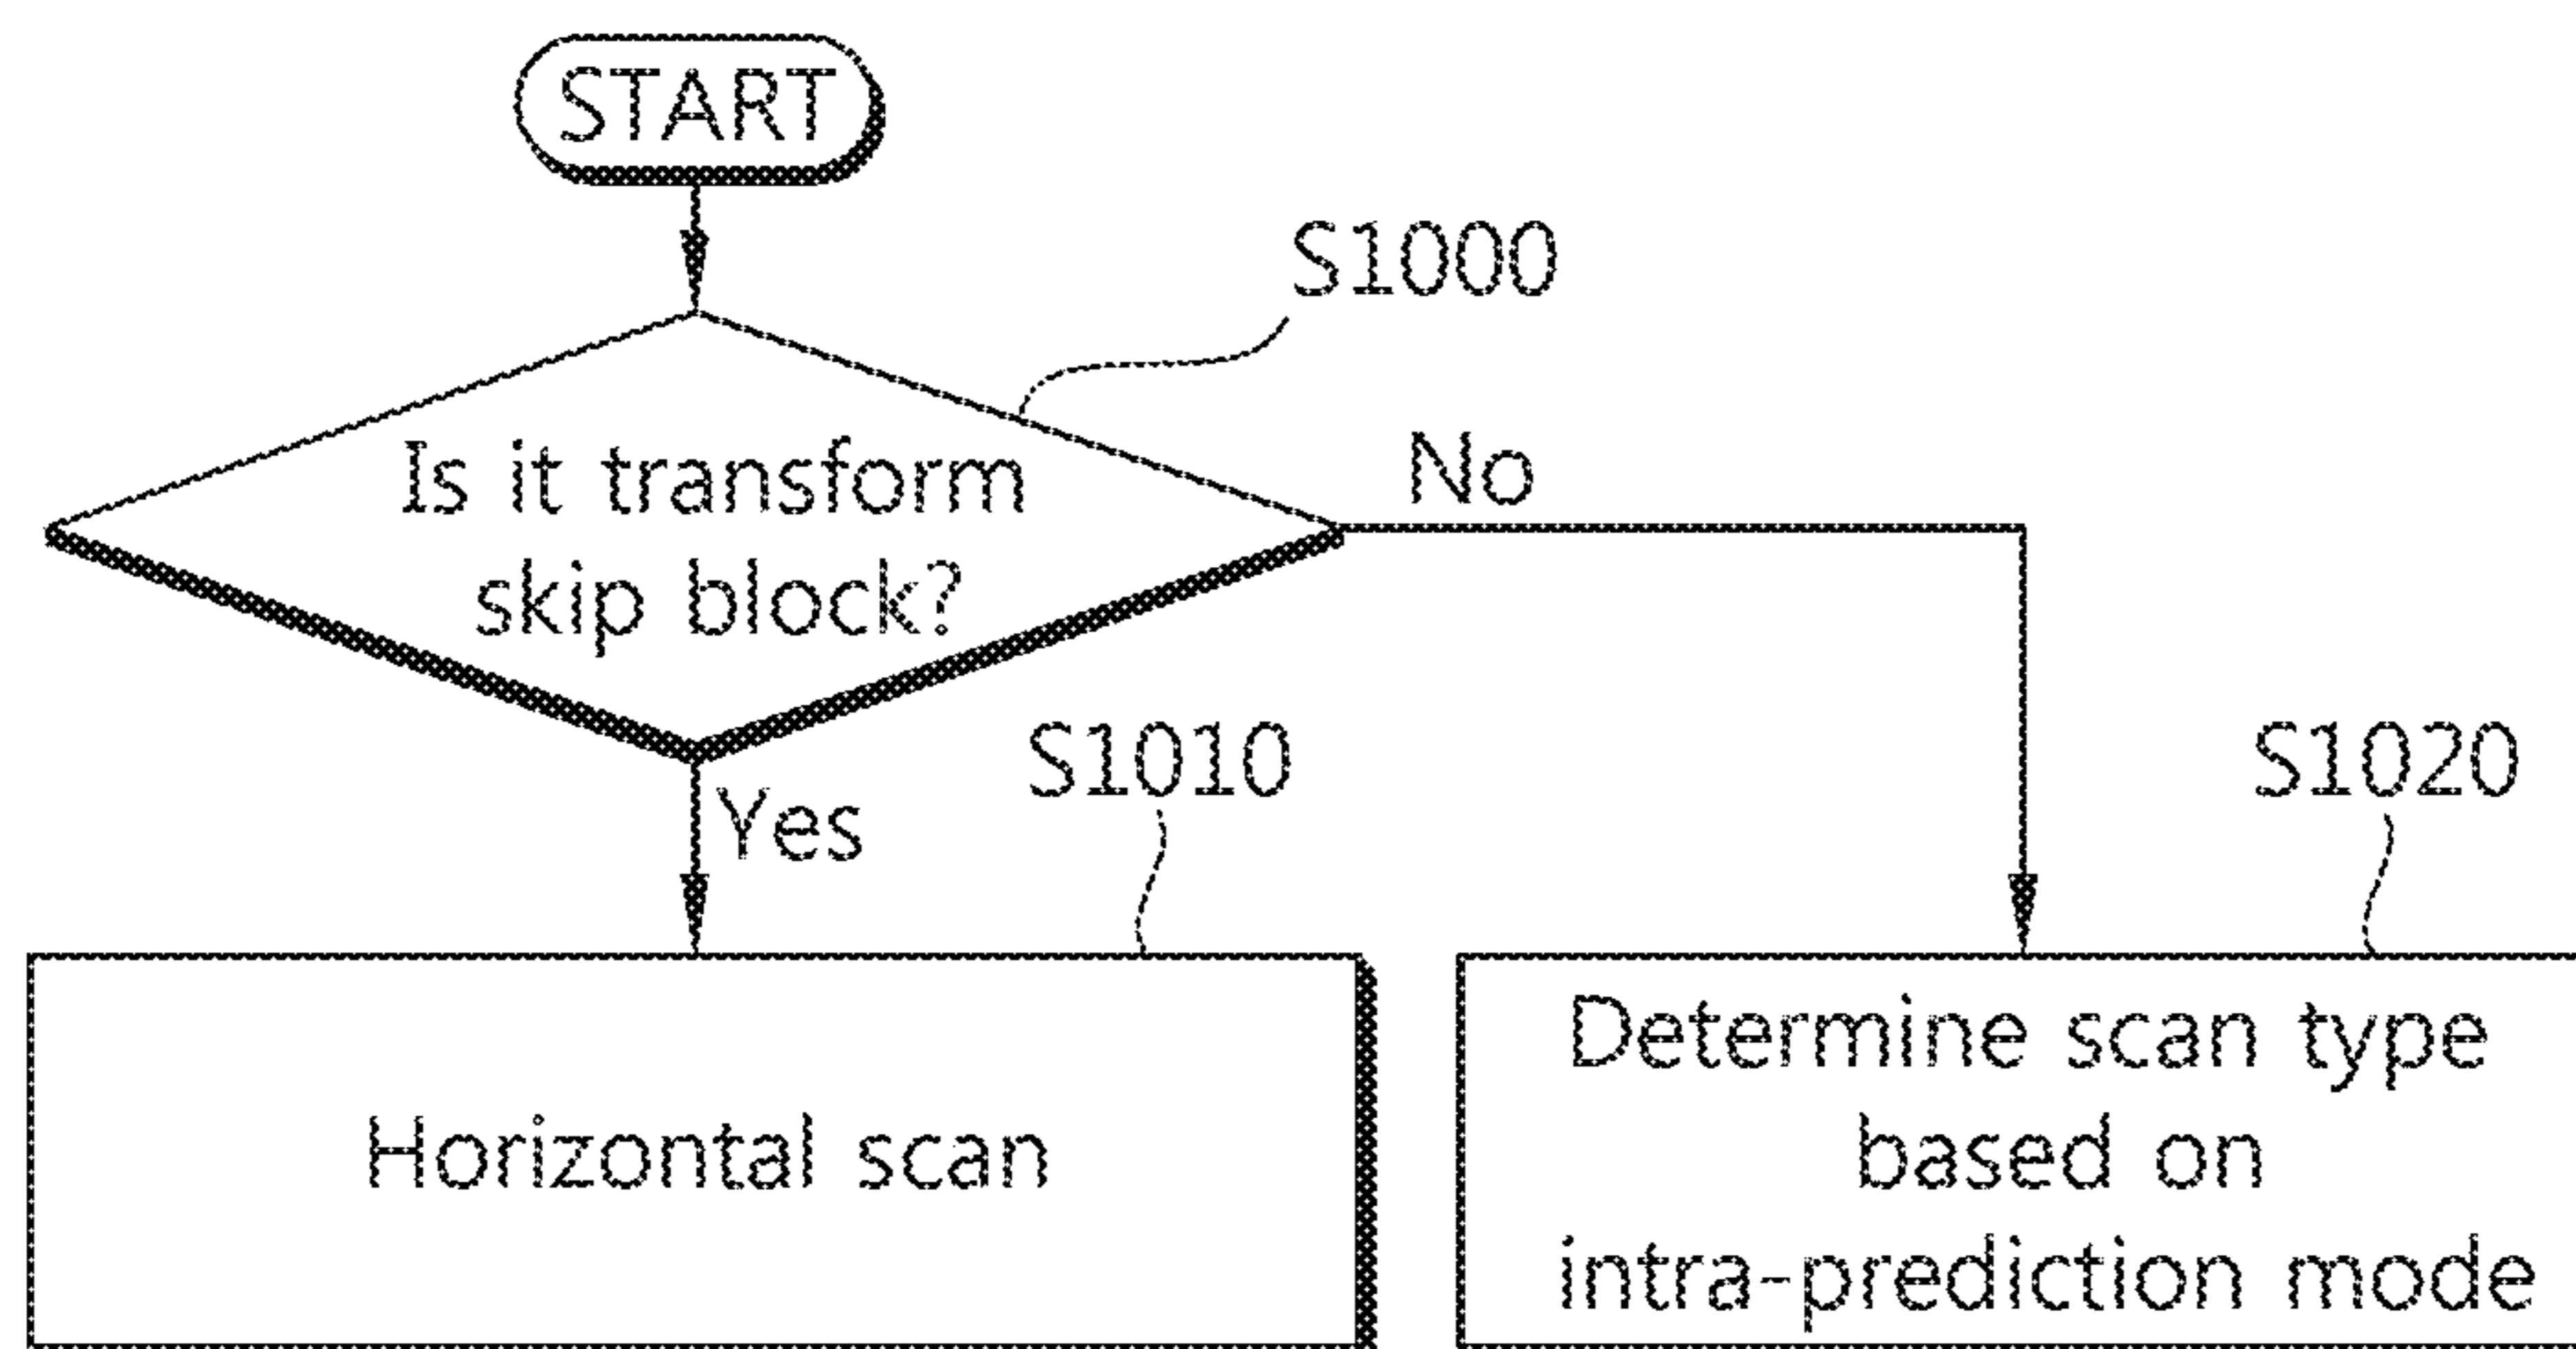 START
S1000
Is it transform
skip block?
No
Yes
S1010
S1020
Horizontal scan
Determine scan type
based on
intra-prediction mode